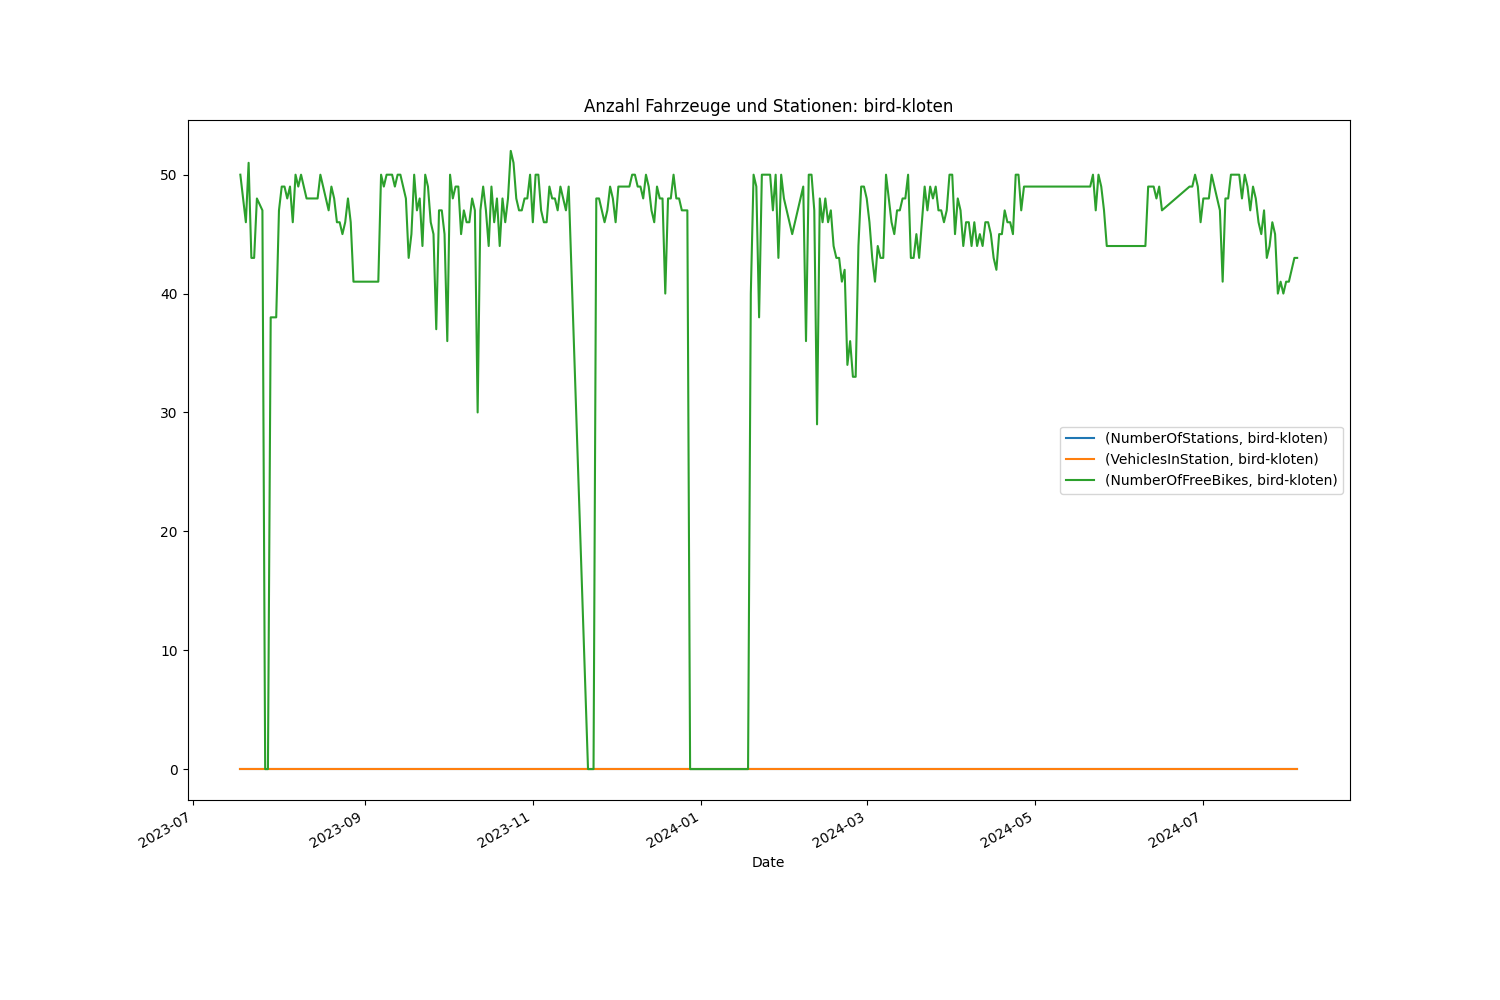 Anzahl Fahrzeuge und Stationen: bird-kloten
50
40
30
20
10
0
(NumberOfStations, bird-kloten)
(VehiclesInStation, bird-kloten)
(NumberOfFreeBikes, bird-kloten)
2023-07
2023-09
2023-11
2024-01
2024-03
2024-05
2024-07
Date